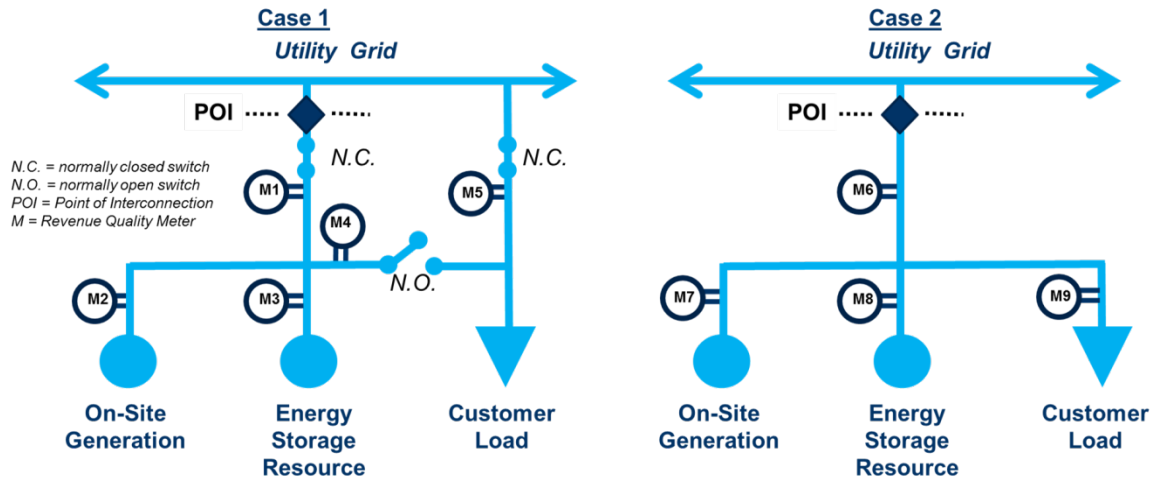 Case 1
Utility Grid
POI
N.C.
N.C.
N.C. = normally closed switch
N.O. = normally open switch
POI = Point of Interconnection
M = Revenue Quality Meter
M1
M5
M4
N.O.
M2
M3
On-Site
Generation
Energy
Storage
Resource
Customer
Load
Case 2
Utility Grid
POI
M6
M7
M8
M9
On-Site
Generation
Energy
Storage
Resource
Customer
Load